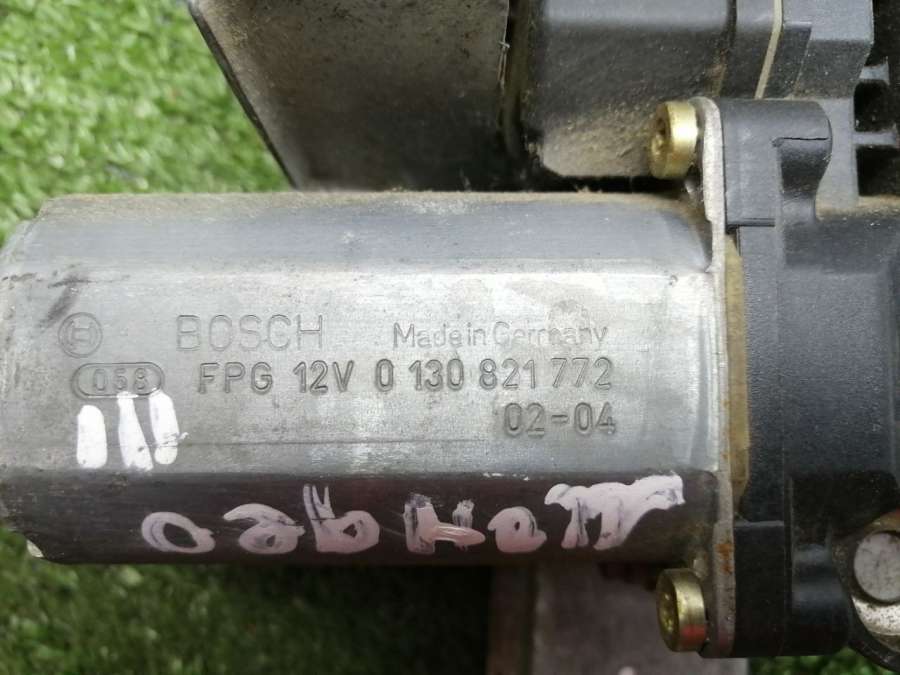 BOSCH Made in Germany
058 FPG 12V 0 130 821 772
02-04